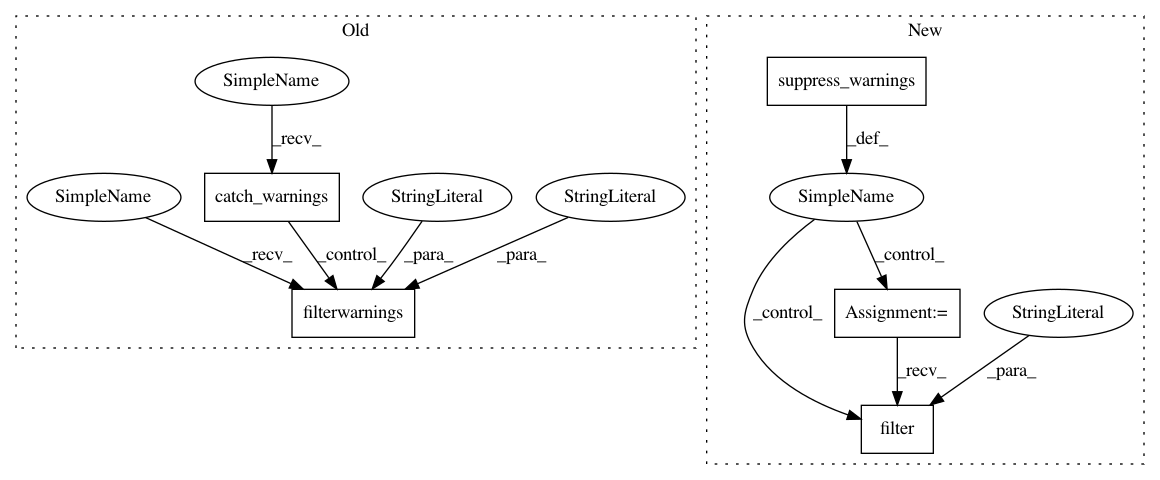 Old
New
SimpleName
suppress_warnings
_recv_
_def_
SimpleName
catch_warnings
StringLiteral
StringLiteral
SimpleName
_recv_
_control_
_para_
_para_
_control_
filterwarnings
_control_
Assignment:=
StringLiteral
_recv_
_para_
filter